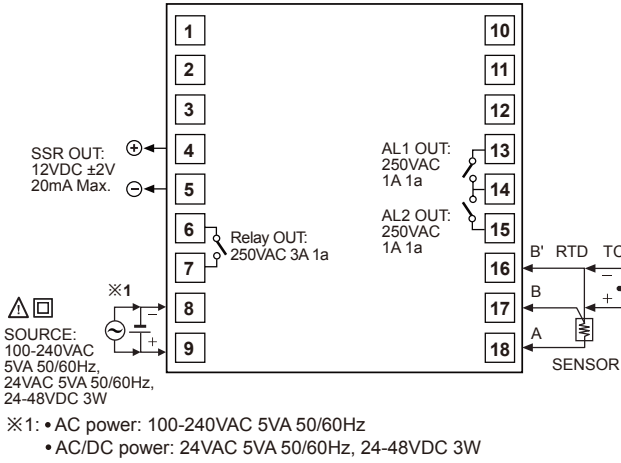 1
2
3
4
5
6
7
8
9
10
11
12
13
14
15
16
17
18
SSR OUT:
12VDC ±2V
20mA Max.
+
−
Relay OUT:
250VAC 3A 1a
※1
−
+
SOURCE:
100-240VAC
5VA 50/60Hz,
24VAC 5VA 50/60Hz,
24-48VDC 3W
AL1 OUT:
250VAC
1A 1a
AL2 OUT:
250VAC
1A 1a
B' RTD TC
−
B
+
A
SENSOR
※1: • AC power: 100-240VAC 5VA 50/60Hz
• AC/DC power: 24VAC 5VA 50/60Hz, 24-48VDC 3W